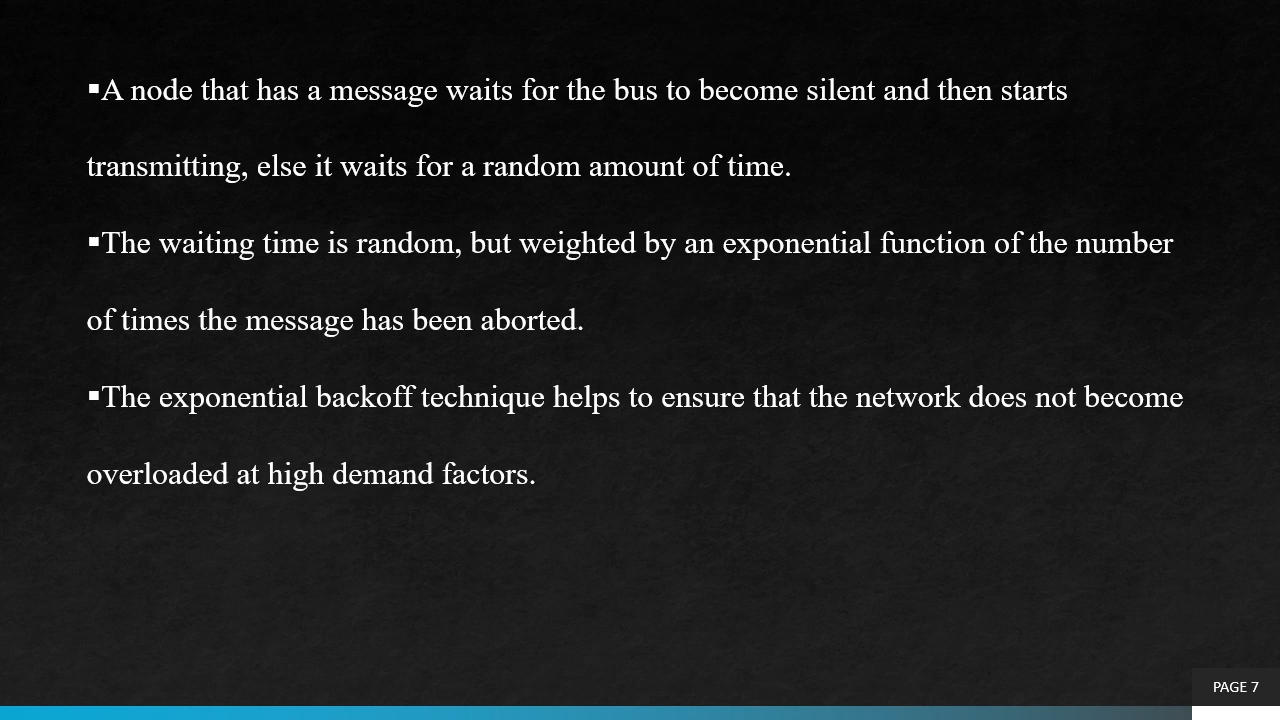 ▪A node that has a message waits for the bus to become silent and then starts
transmitting, else it waits for a random amount of time.
▪The waiting time is random, but weighted by an exponential function of the number
of times the message has been aborted.
▪The exponential backoff technique helps to ensure that the network does not become
overloaded at high demand factors.
PAGE 7